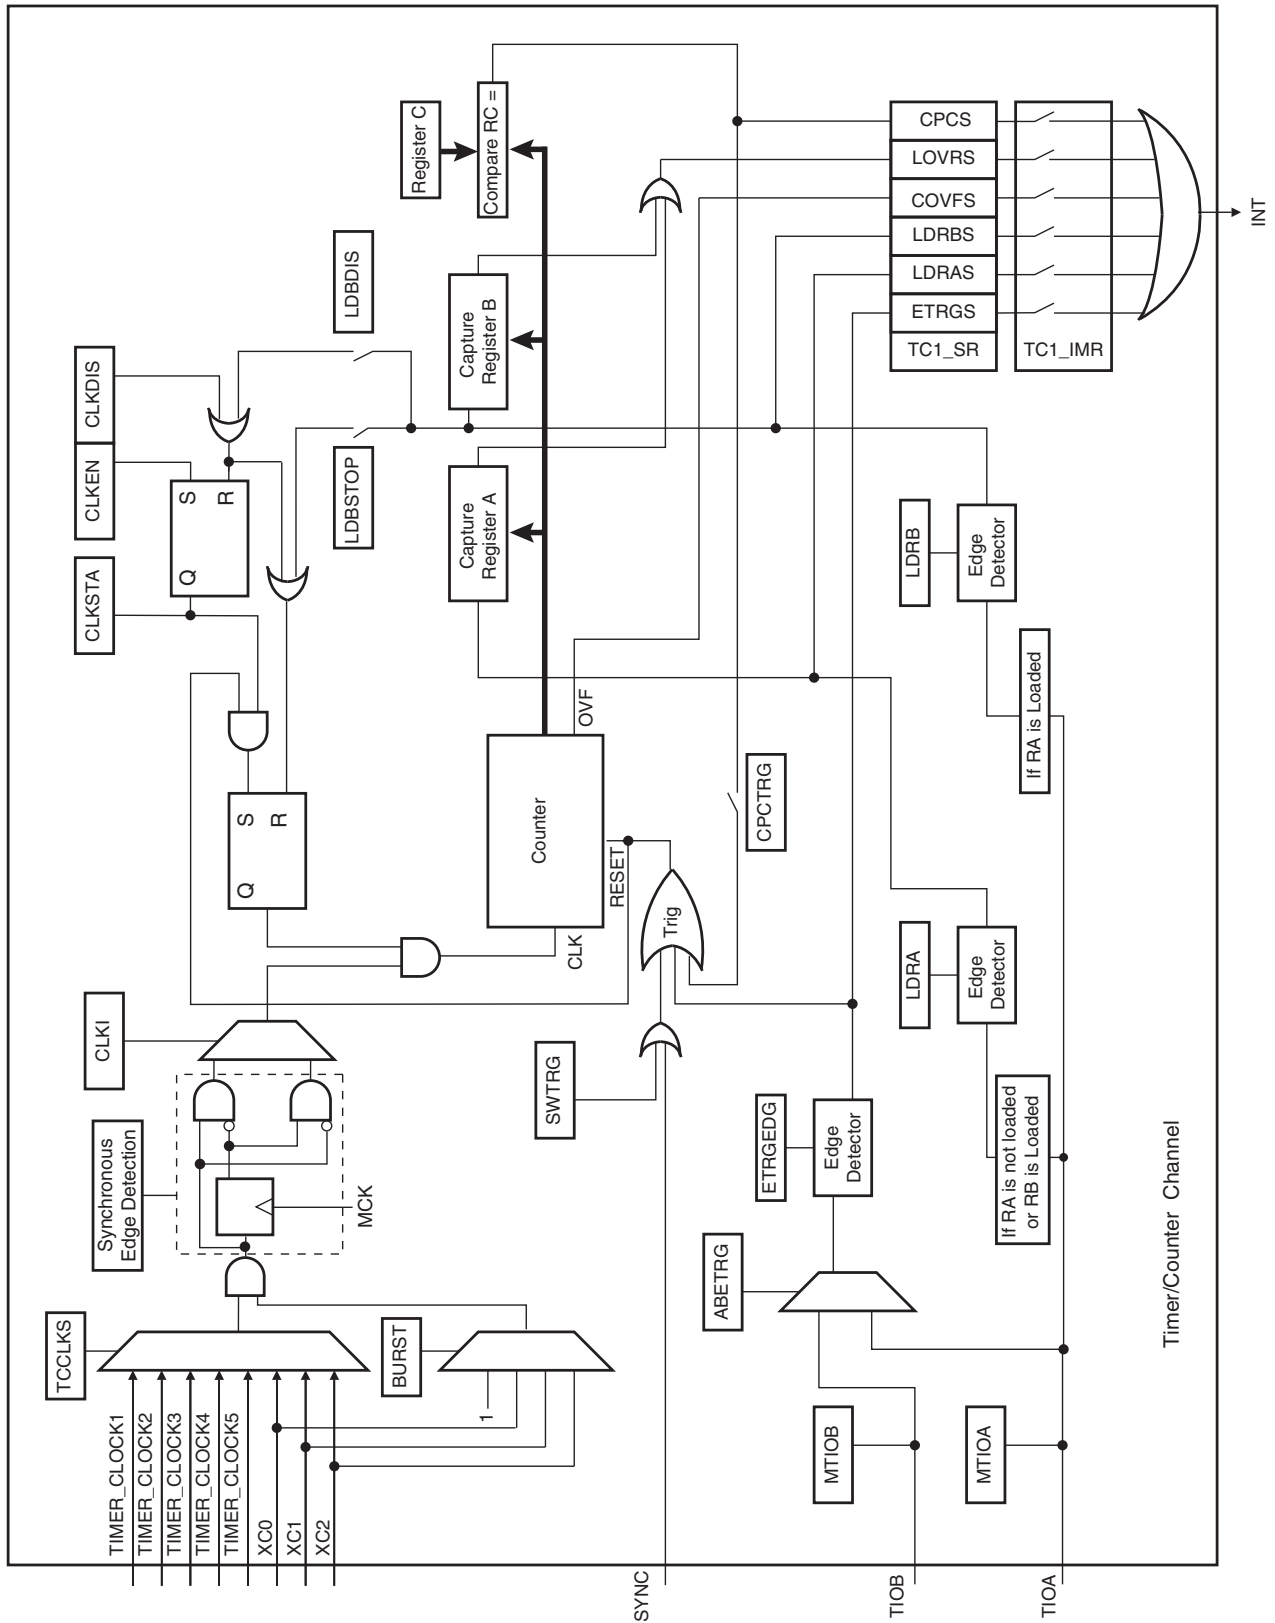 TCCLKS
TIMER_CLOCK1
TIMER_CLOCK2
TIMER_CLOCK3
TIMER_CLOCK4
TIMER_CLOCK5
XC0
XC1
XC2
BURST
1
Synchronous
Edge Detection
MCK
CLKI
CLKSTA
CLKEN
CLKDIS
Q
S
R
Q
S
R
LDBSTOP
LDBDIS
Register C
Compare RC =
Capture
Register A
Capture
Register B
Counter
CLK
OVF
RESET
Trig
SWTRG
SYNC
CPCTRG
ABETRG
ETRGEDG
Edge
Detector
MTIOB
TIOB
MTIOA
TIOA
LDRA
Edge
Detector
If RA is not loaded
or RB is Loaded
LDRB
Edge
Detector
If RA is Loaded
CPCS
LOVRS
COVFS
LDRBS
LDRAS
ETRGS
TC1_SR
TC1_IMR
INT
Timer/Counter Channel